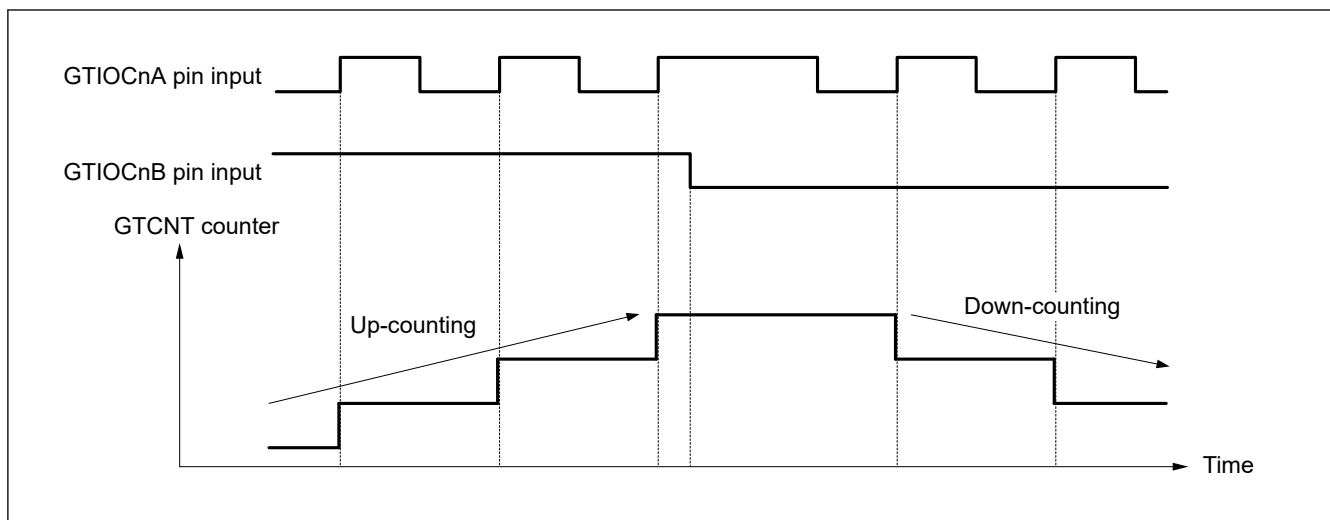 GTIOCnA pin input
GTIOCnB pin input
GTCNT counter
Up-counting
Down-counting
Time